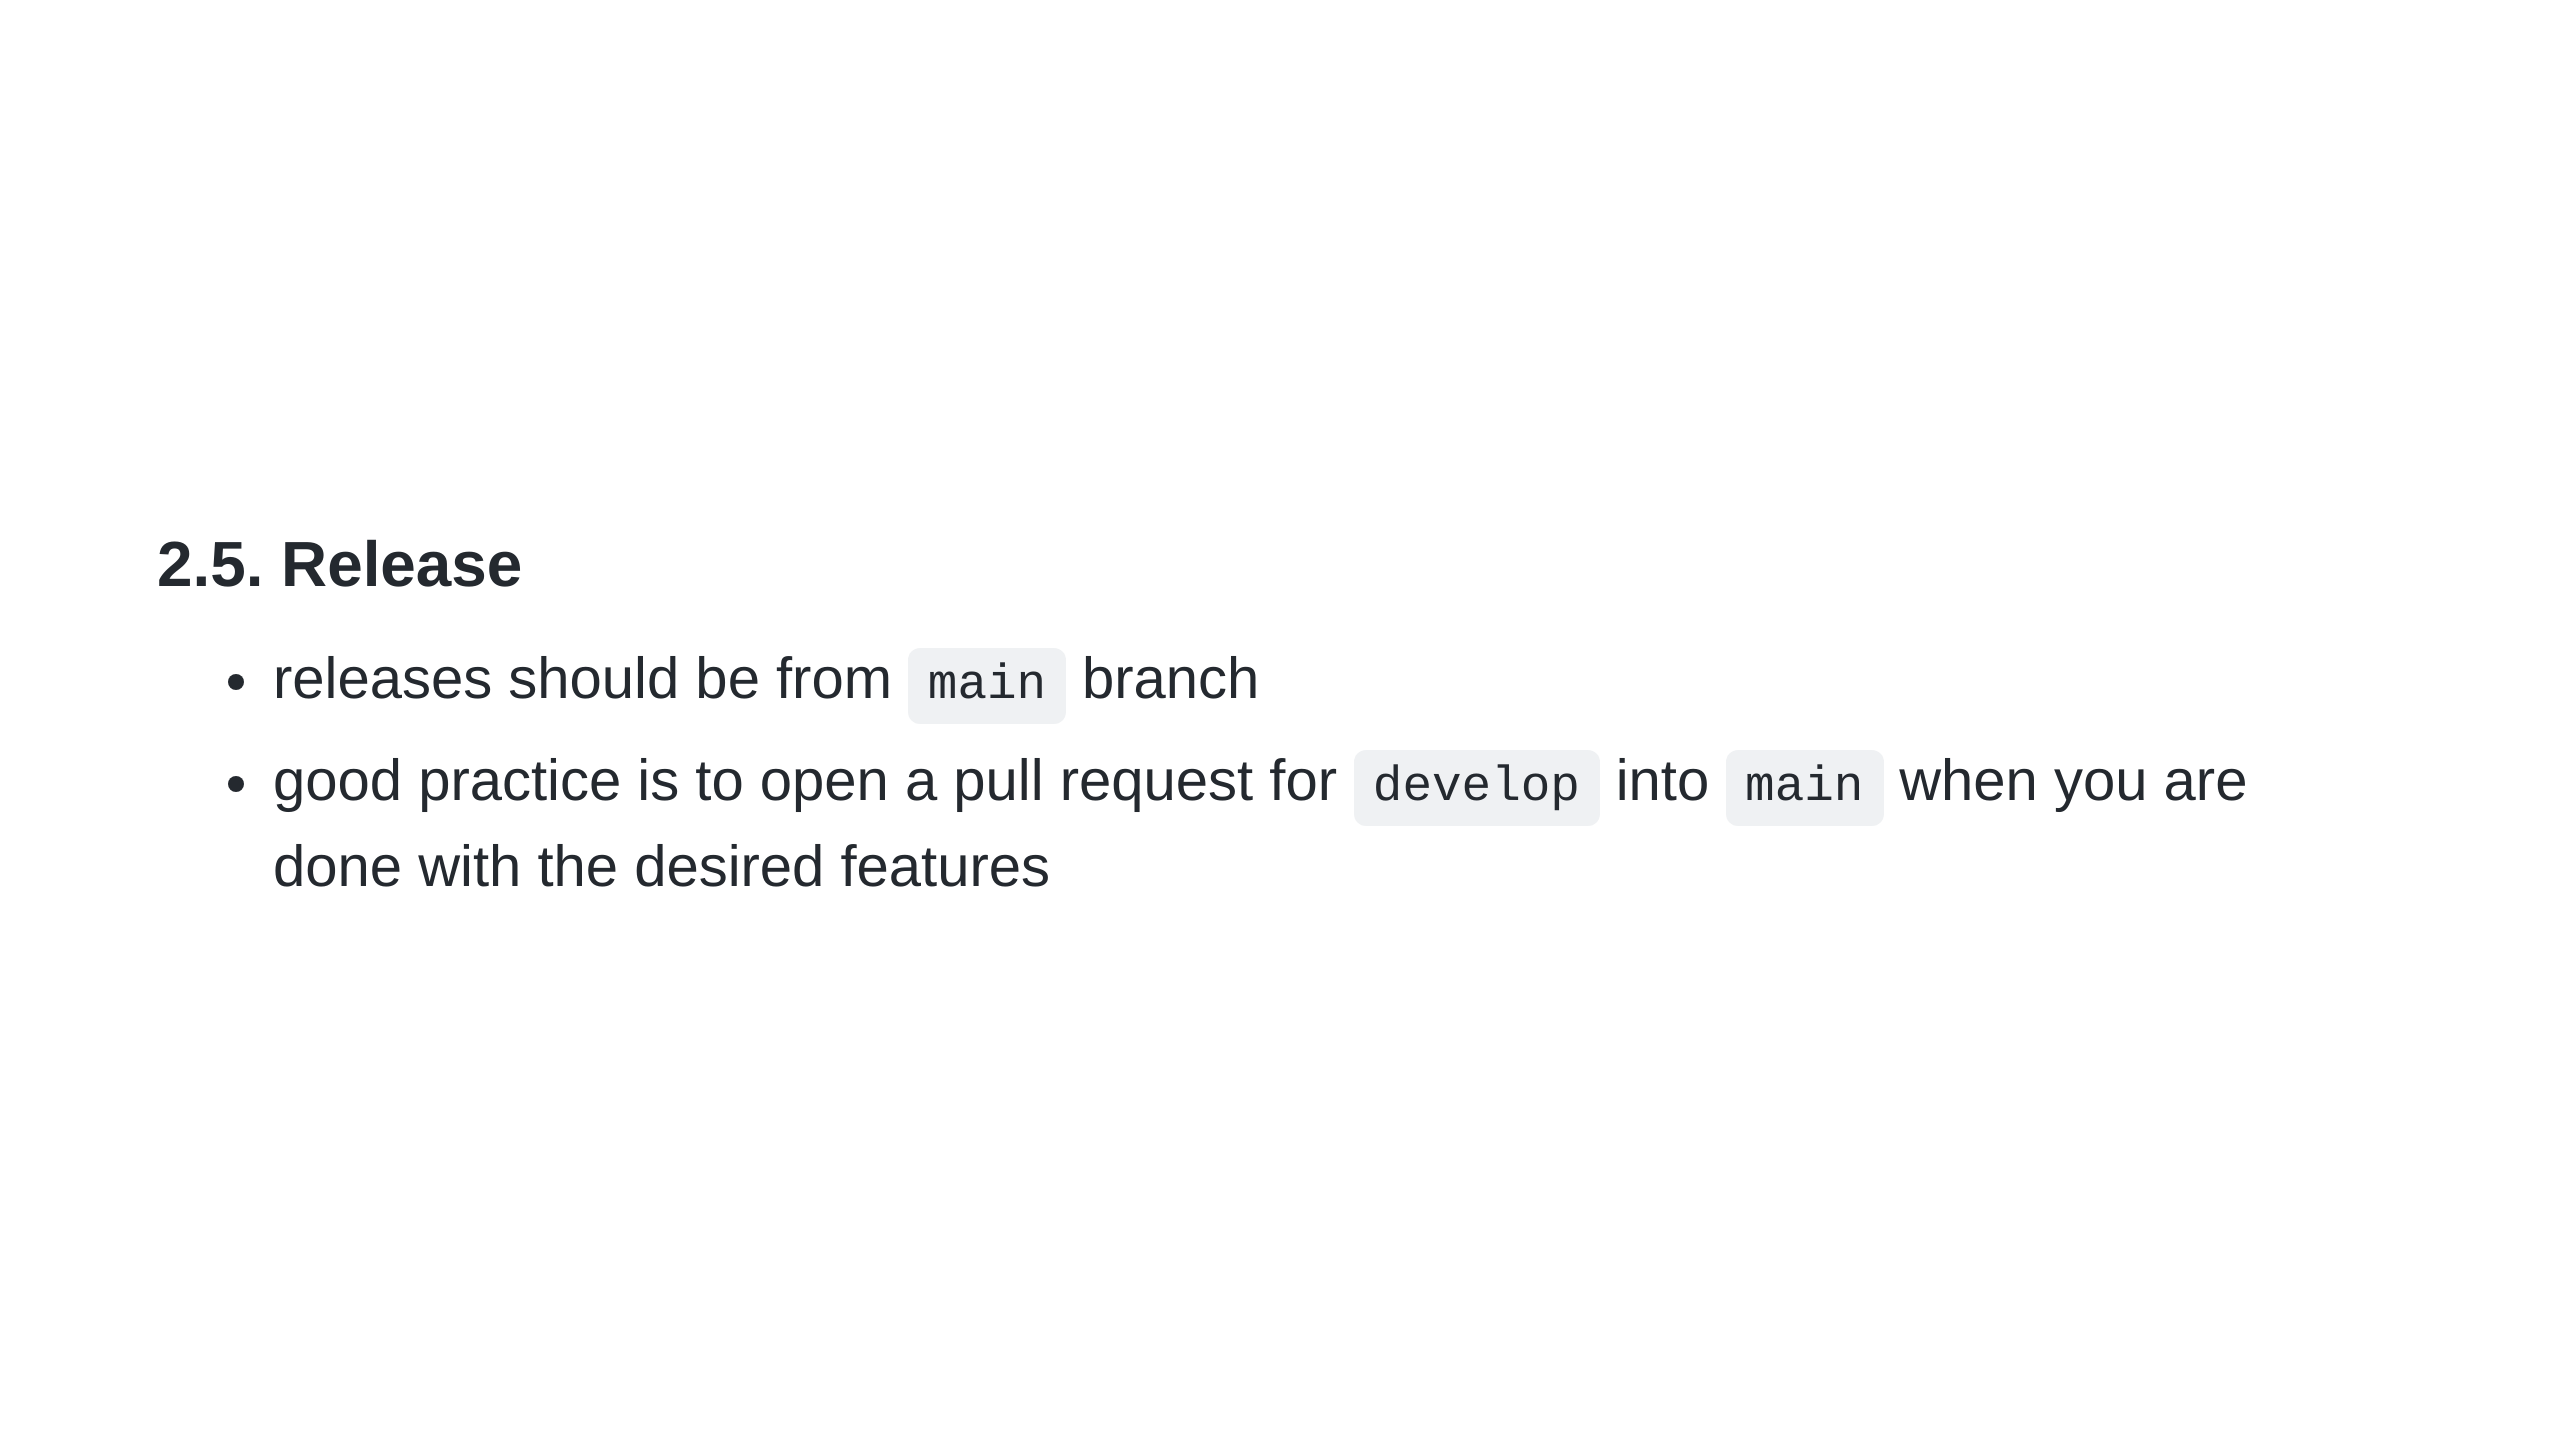 2.5. Release
• releases should be from main branch
• good practice is to open a pull request for develop into main when you are
done with the desired features